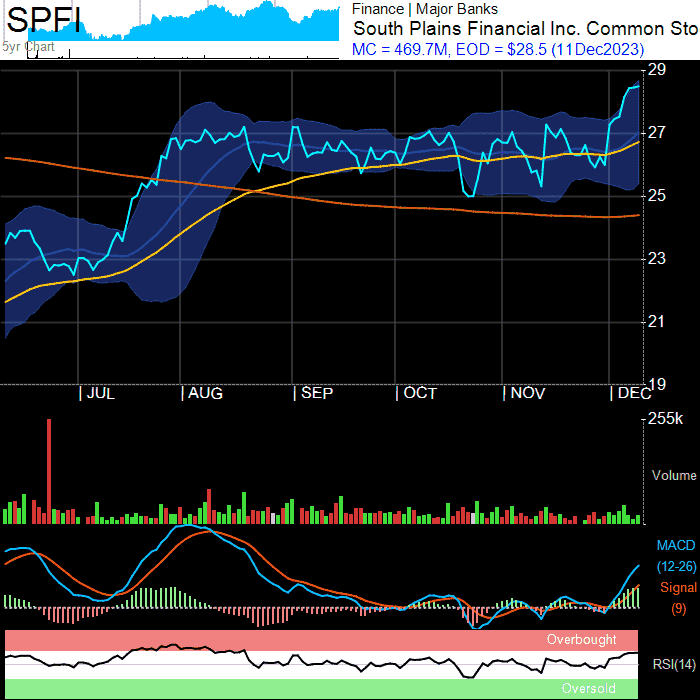 SPFI
5yr Chart
Finance | Major Banks
South Plains Financial Inc. Common Sto
MC = 469.7M, EOD = $28.5 (11Dec2023)
29
27
25
23
21
19
| JUL | AUG | SEP | OCT | NOV | DEC
255k
Volume
MACD
(12-26)
Signal
(9)
Overbought
RSI(14)
Oversold